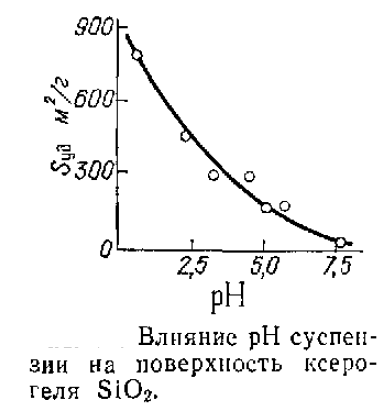 900
600
300
0
Sуд м²/г
2,5 5,0 7,5
pH
Влияние pH суспен-
зии на поверхность ксеро-
геля SiO₂.